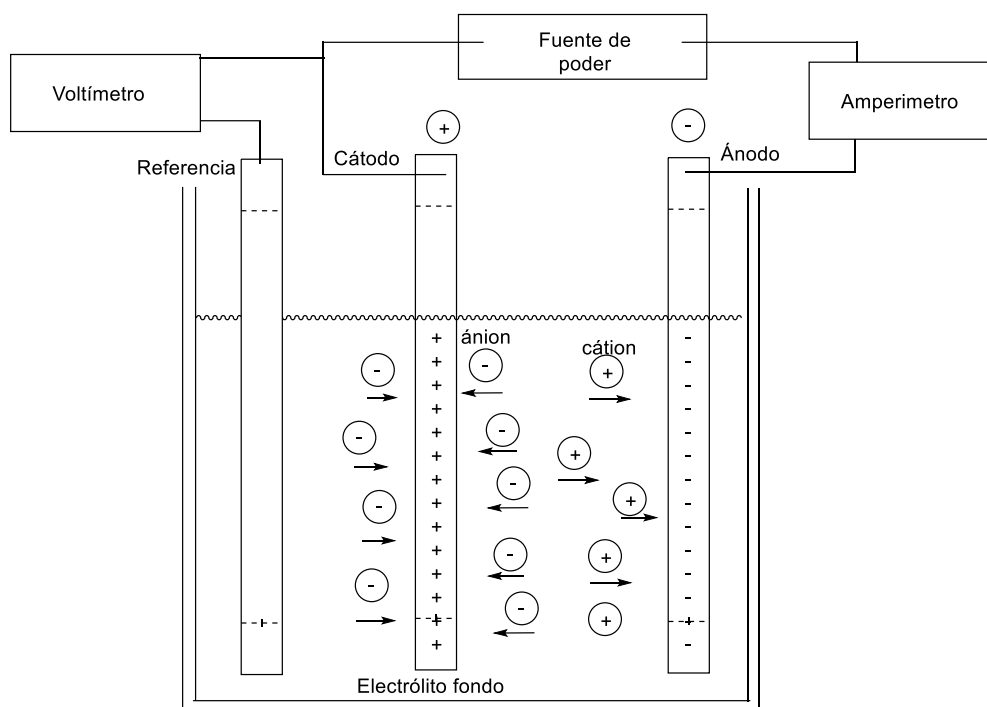 Fuente de
poder
Voltímetro
Amperimetro
+
-
Referencia
Cátodo
Ánodo
ánion
cátion
Electrólito fondo